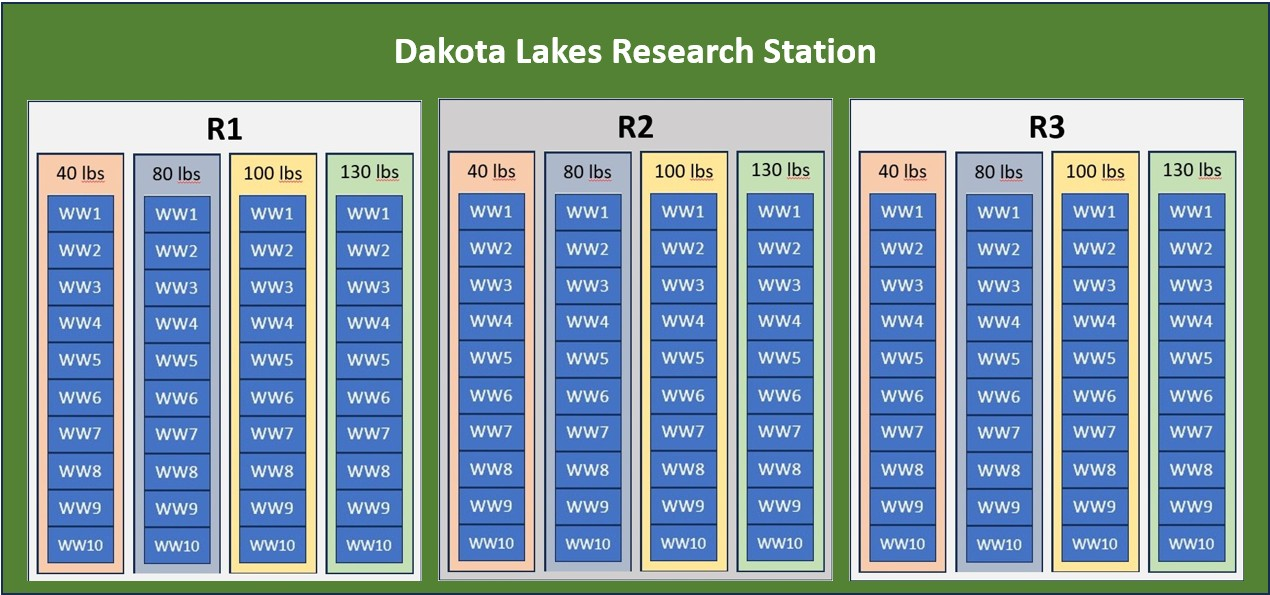 Dakota Lakes Research Station
R1
40 lbs 80 lbs 100 lbs 130 lbs
WW1 WW1 WW1 WW1
WW2 WW2 WW2 WW2
WW3 WW3 WW3 WW3
WW4 WW4 WW4 WW4
WW5 WW5 WW5 WW5
WW6 WW6 WW6 WW6
WW7 WW7 WW7 WW7
WW8 WW8 WW8 WW8
WW9 WW9 WW9 WW9
WW10 WW10 WW10 WW10
R2
40 lbs 80 lbs 100 lbs 130 lbs
WW1 WW1 WW1 WW1
WW2 WW2 WW2 WW2
WW3 WW3 WW3 WW3
WW4 WW4 WW4 WW4
WW5 WW5 WW5 WW5
WW6 WW6 WW6 WW6
WW7 WW7 WW7 WW7
WW8 WW8 WW8 WW8
WW9 WW9 WW9 WW9
WW10 WW10 WW10 WW10
R3
40 lbs 80 lbs 100 lbs 130 lbs
WW1 WW1 WW1 WW1
WW2 WW2 WW2 WW2
WW3 WW3 WW3 WW3
WW4 WW4 WW4 WW4
WW5 WW5 WW5 WW5
WW6 WW6 WW6 WW6
WW7 WW7 WW7 WW7
WW8 WW8 WW8 WW8
WW9 WW9 WW9 WW9
WW10 WW10 WW10 WW10